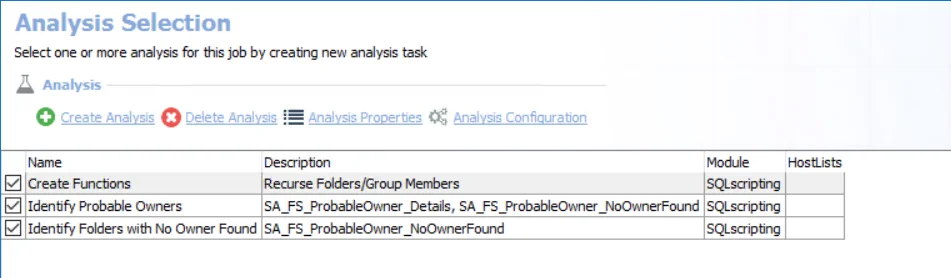 Analysis Selection
Select one or more analysis for this job by creating new analysis task
Analysis
Create Analysis Delete Analysis Analysis Properties Analysis Configuration
Name Description Module HostLists
Create Functions Recurse Folders/Group Members SQLscripting
Identify Probable Owners SA_FS_ProbableOwner_Details, SA_FS_ProbableOwner_NoOwnerFound SQLscripting
Identify Folders with No Owner Found SA_FS_ProbableOwner_NoOwnerFound SQLscripting